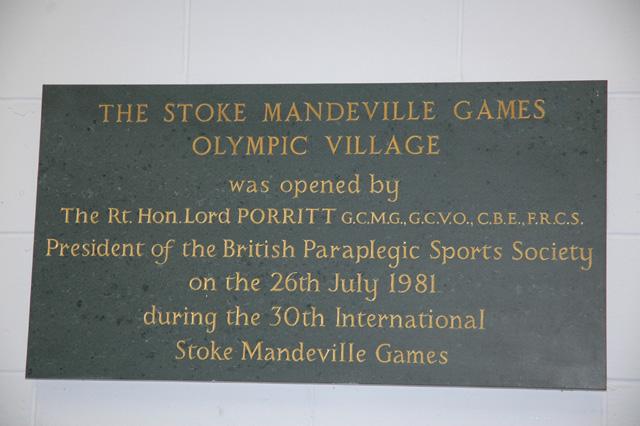 THE STOKE MANDEVILLE GAMES
OLYMPIC VILLAGE
was opened by
The Rt. Hon. Lord PORRITT G.C.M.G., G.C.V.O., C.B.E., F.R.C.S.
President of the British Paraplegic Sports Society
on the 26th July 1981
during the 30th International
Stoke Mandeville Games